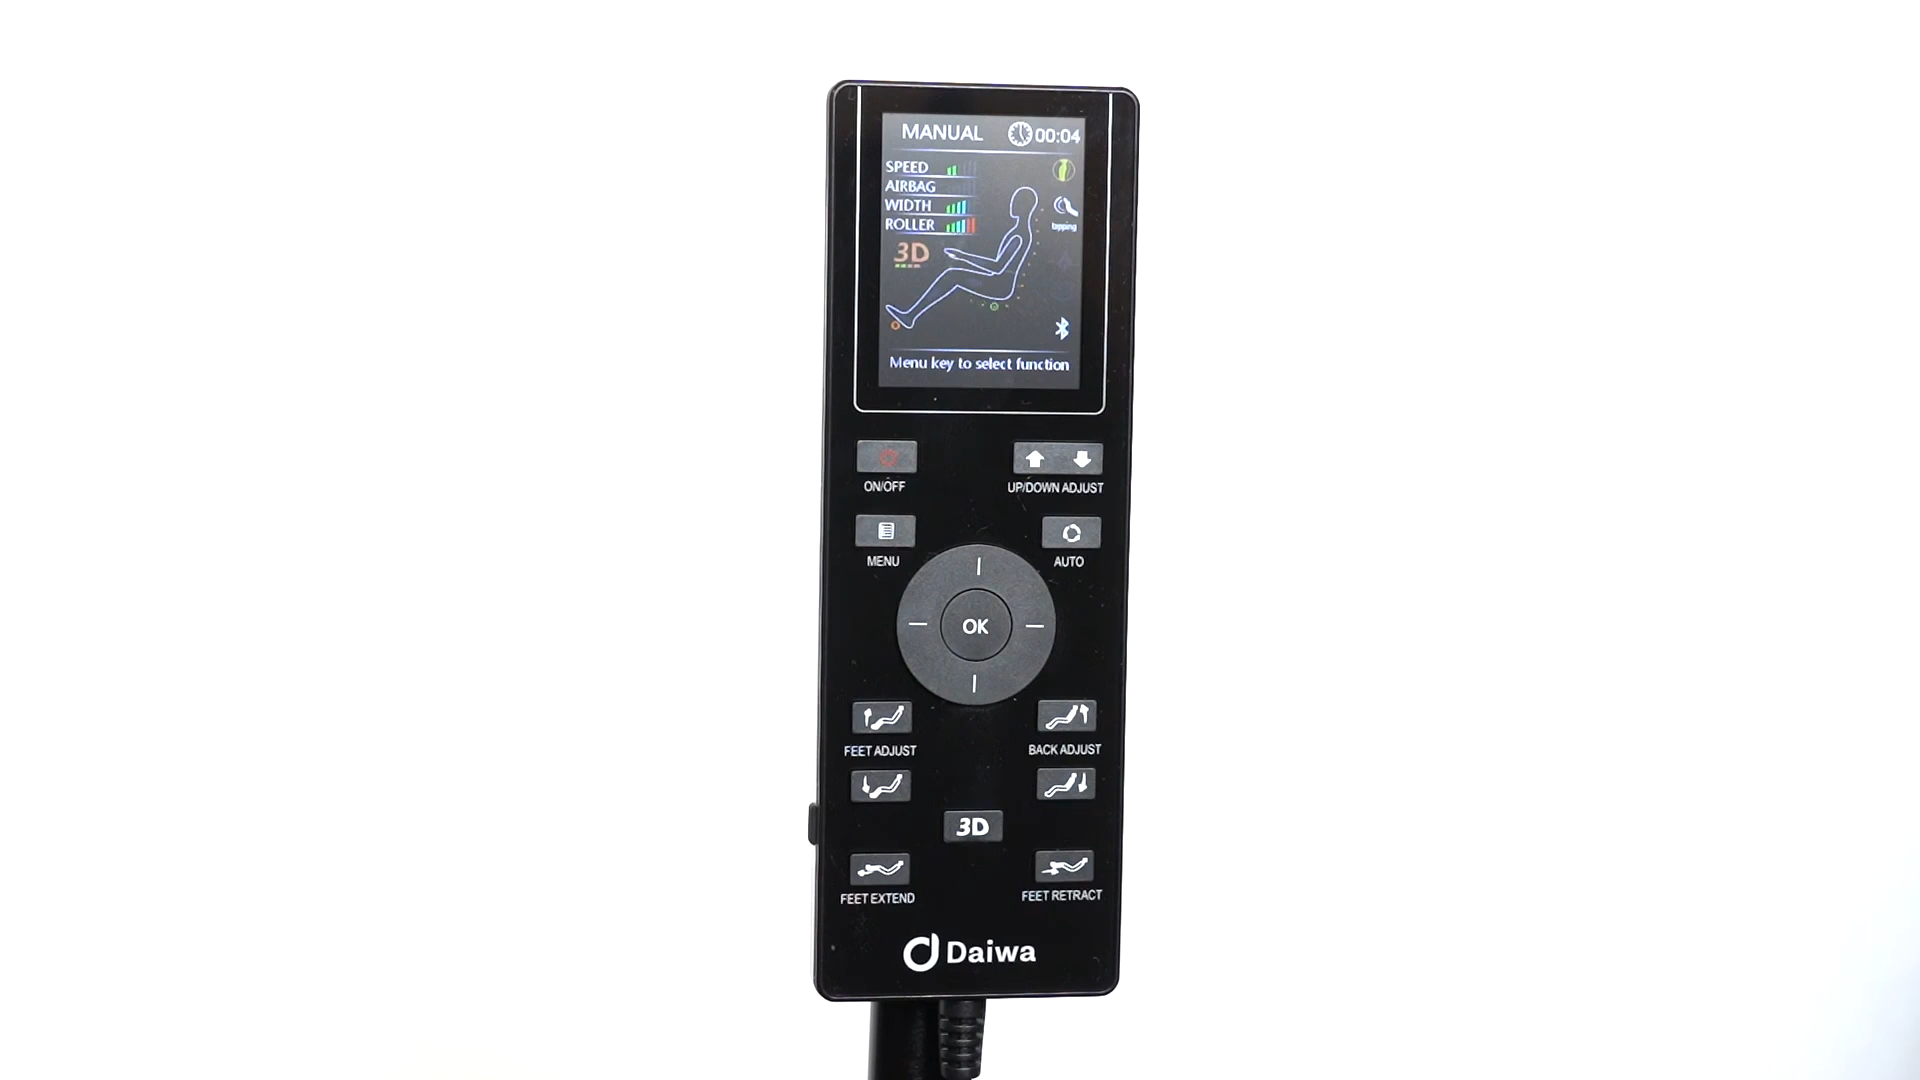 MANUAL 00:04
SPEED
AIRBAG
WIDTH
ROLLER
tapping
3D
Menu key to select function
ON/OFF
UP/DOWN ADJUST
MENU
AUTO
OK
FEET ADJUST
BACK ADJUST
3D
FEET EXTEND
FEET RETRACT
Daiwa